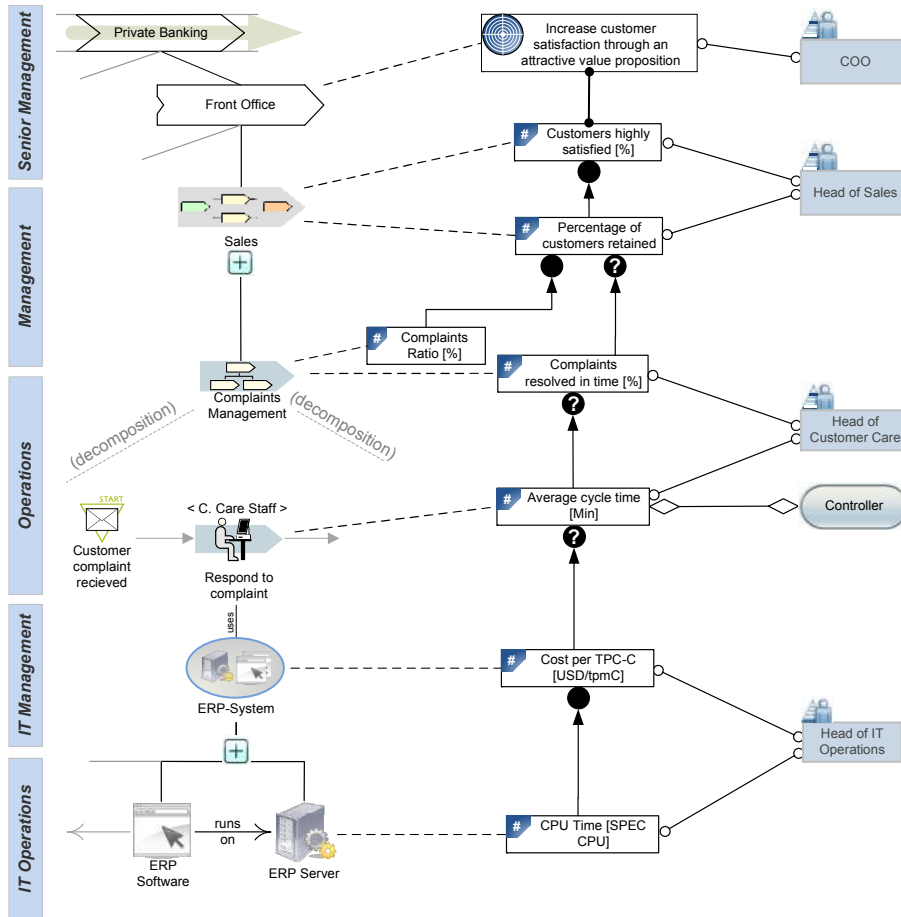 Senior Management
Private Banking
Increase customer
satisfaction through an
attractive value proposition
COO
Front Office
#
Customers highly
satisfied [%]
Management
Head of Sales
Sales
#
Percentage of
customers retained
?
#
Complaints
Ratio [%]
#
Complaints
resolved in time [%]
?
Operations
Complaints
Management
(decomposition)
(decomposition)
Head of
Customer Care
START
Customer
complaint
recieved
< C. Care Staff >
Respond to
complaint
#
Average cycle time
[Min]
?
Controller
uses
IT Management
ERP-System
#
Cost per TPC-C
[USD/tpmC]
Head of IT
Operations
IT Operations
ERP
Software
runs
on
ERP Server
#
CPU Time [SPEC
CPU]